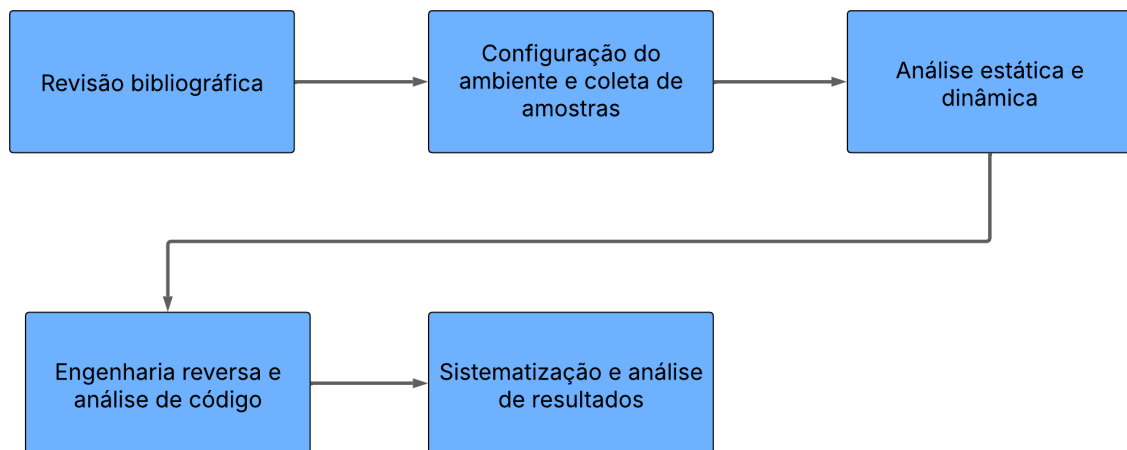 Revisão bibliográfica
Configuração do
ambiente e coleta de
amostras
Análise estática e
dinâmica
Engenharia reversa e
análise de código
Sistematização e análise
de resultados